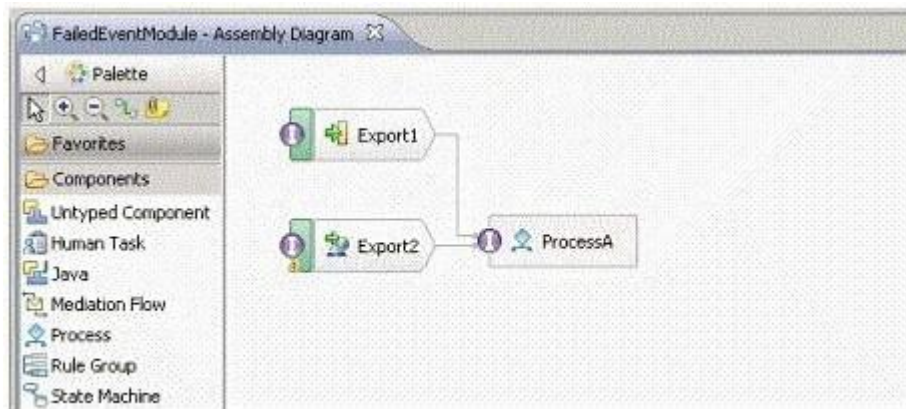 FailedEventModule - Assembly Diagram
Palette
Favorites
Components
Untyped Component
Human Task
Java
Mediation Flow
Process
Rule Group
State Machine
Export1
Export2
ProcessA